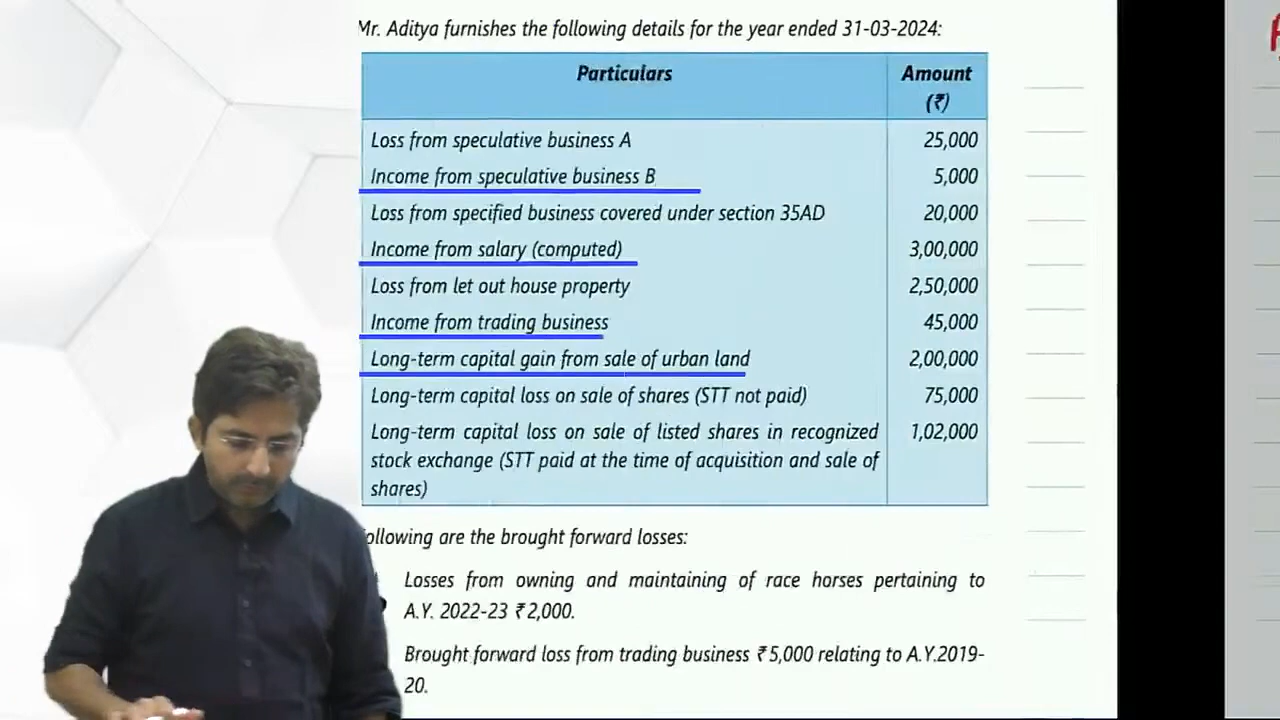 Mr. Aditya furnishes the following details for the year ended 31-03-2024:
Particulars Amount
(₹)
Loss from speculative business A 25,000
Income from speculative business B 5,000
Loss from specified business covered under section 35AD 20,000
Income from salary (computed) 3,00,000
Loss from let out house property 2,50,000
Income from trading business 45,000
Long-term capital gain from sale of urban land 2,00,000
Long-term capital loss on sale of shares (STT not paid) 75,000
Long-term capital loss on sale of listed shares in recognized 1,02,000
stock exchange (STT paid at the time of acquisition and sale of
shares)
ollowing are the brought forward losses:
Losses from owning and maintaining of race horses pertaining to
A.Y. 2022-23 ₹ 2,000.
Brought forward loss from trading business ₹ 5,000 relating to A.Y.2019-
20.